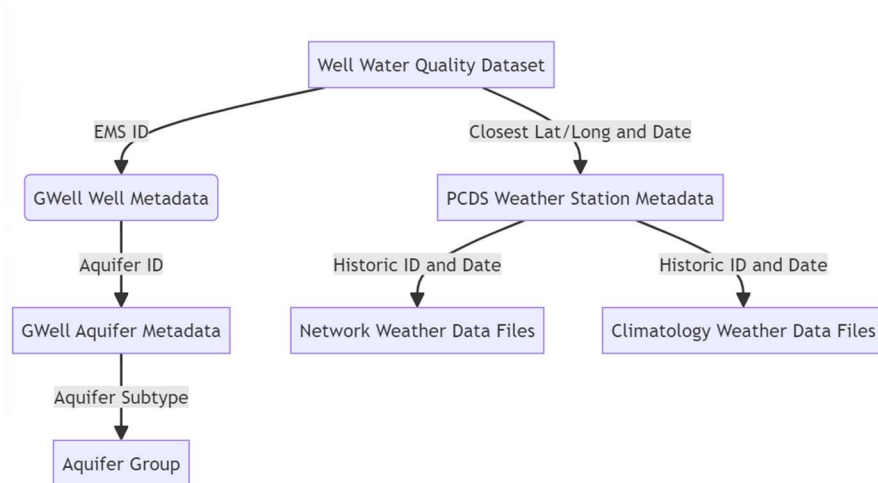 Well Water Quality Dataset
EMS ID
Closest Lat/Long and Date
GWell Well Metadata
PCDS Weather Station Metadata
Aquifer ID
Historic ID and Date
Historic ID and Date
GWell Aquifer Metadata
Network Weather Data Files
Climatology Weather Data Files
Aquifer Subtype
Aquifer Group